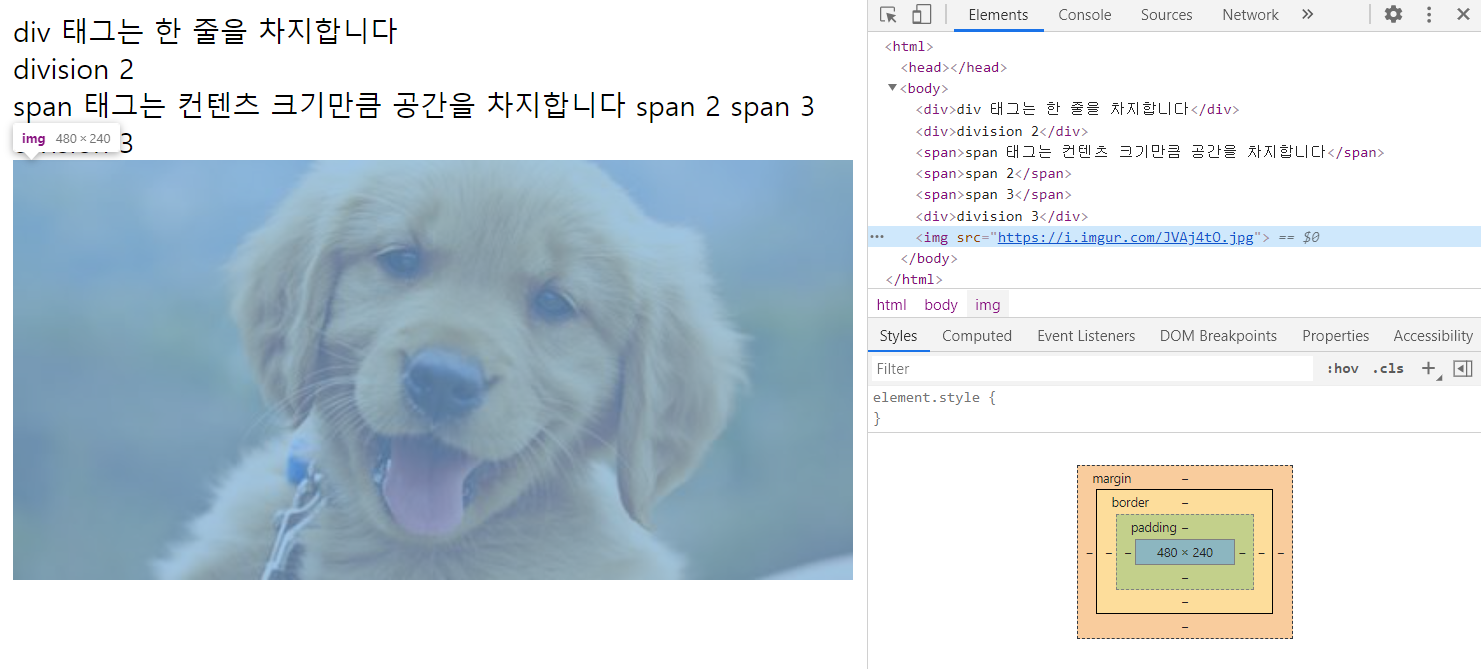 div 태그는 한 줄을 차지합니다
division 2
span 태그는 컨텐츠 크기만큼 공간을 차지합니다 span 2 span 3
img 480 × 240
3
Elements Console Sources Network »
<html>
<head></head>
▼<body>
<div>div 태그는 한 줄을 차지합니다</div>
<div>division 2</div>
<span>span 태그는 컨텐츠 크기만큼 공간을 차지합니다</span>
<span>span 2</span>
<span>span 3</span>
<div>division 3</div>
··· <img src="https://i.imgur.com/JVAj4tO.jpg"> == $0
</body>
</html>
html body img
Styles Computed Event Listeners DOM Breakpoints Properties Accessibility
Filter :hov .cls +
element.style {
}
margin –
border –
padding –
– – – 480 × 240 – – –
–
–
–